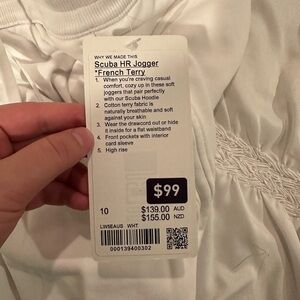 WHY WE MADE THIS
Scuba HR Jogger
*French Terry
1. When you're craving casual
comfort, cozy up in these soft
joggers that pair perfectly
with our Scuba Hoodie
2. Cotton terry fabric is
naturally breathable and soft
against your skin
3. Wear the drawcord out or hide
it inside for a flat waistband
4. Front pockets with interior
card sleeve
5. High rise
$99
10 $139.00 AUD
$155.00 NZD
LW5EAUS WHT
000139400302